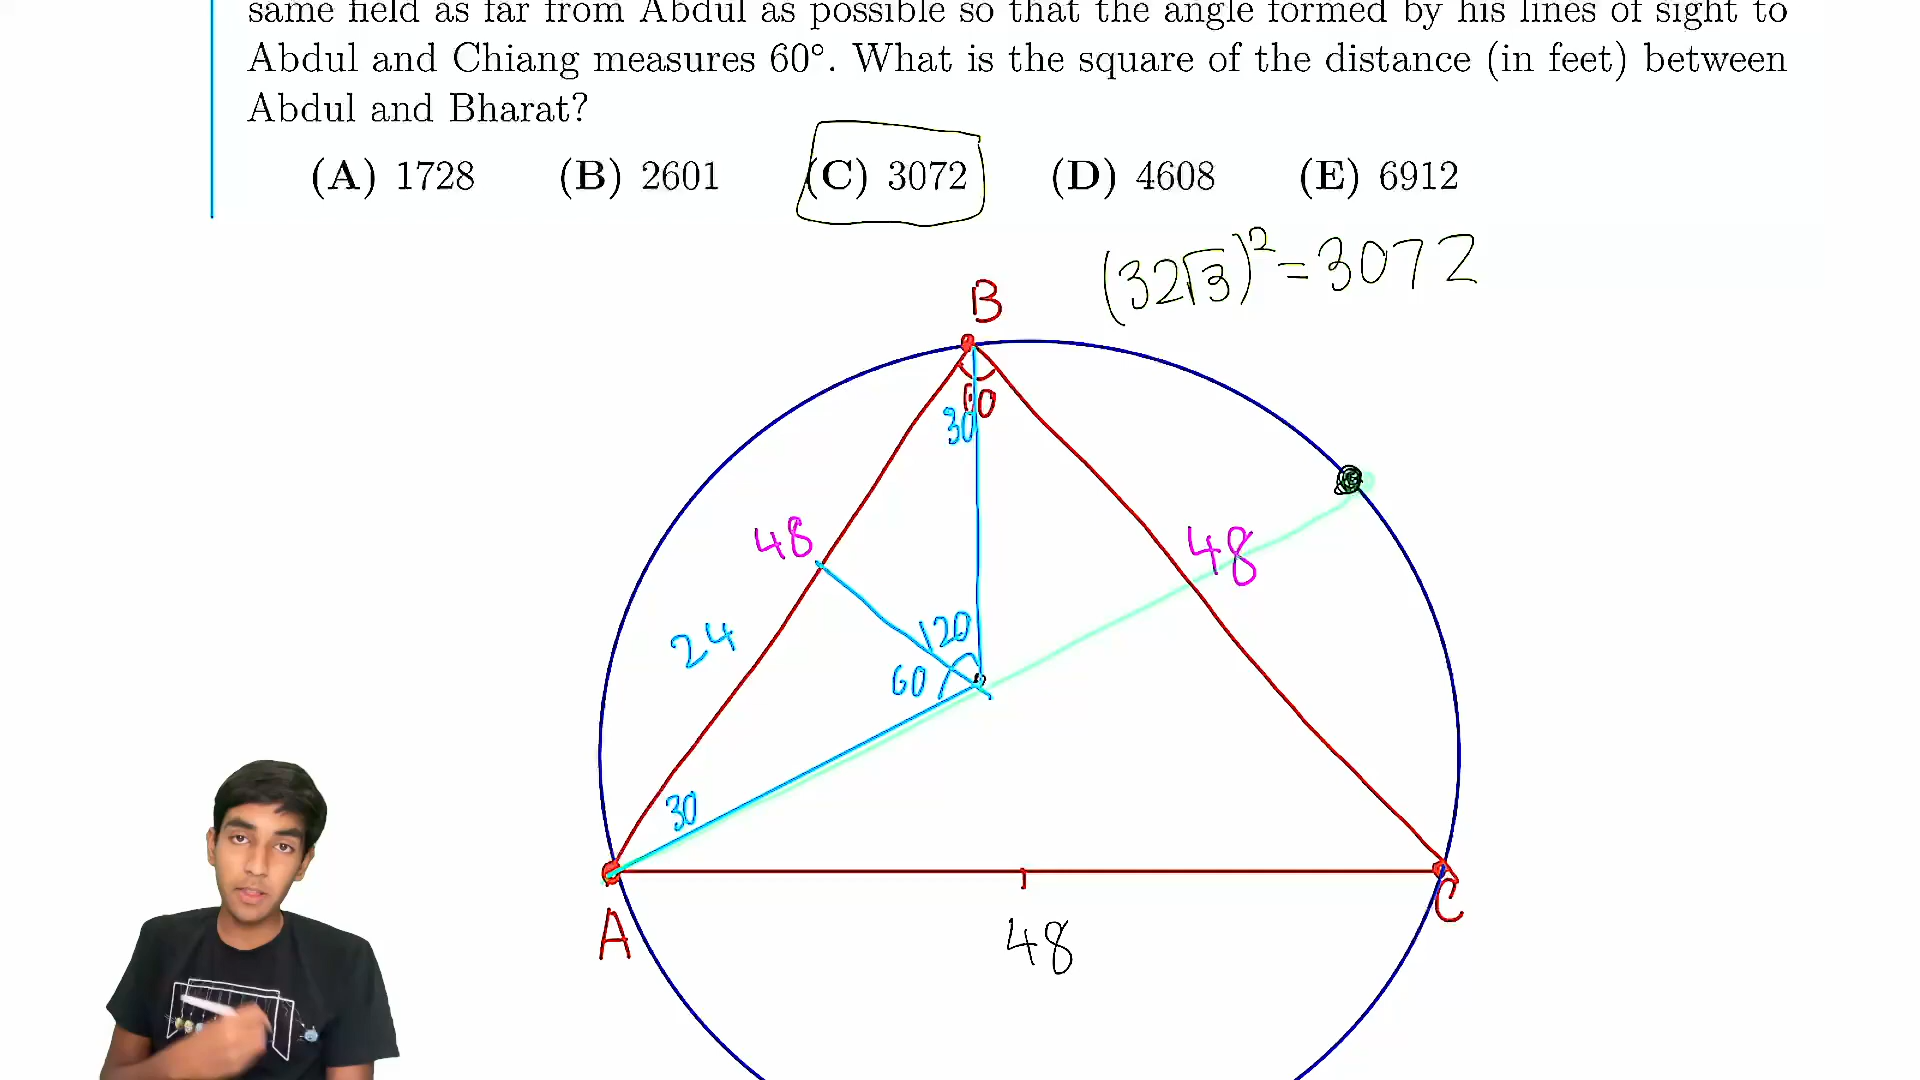 same field as far from Abdul as possible so that the angle formed by his lines of sight to
Abdul and Chiang measures 60°. What is the square of the distance (in feet) between
Abdul and Bharat?
(A) 1728 (B) 2601 (C) 3072 (D) 4608 (E) 6912
(32√3)² = 3072
B
60
30
48
48
120
24
60
30
A
C
48